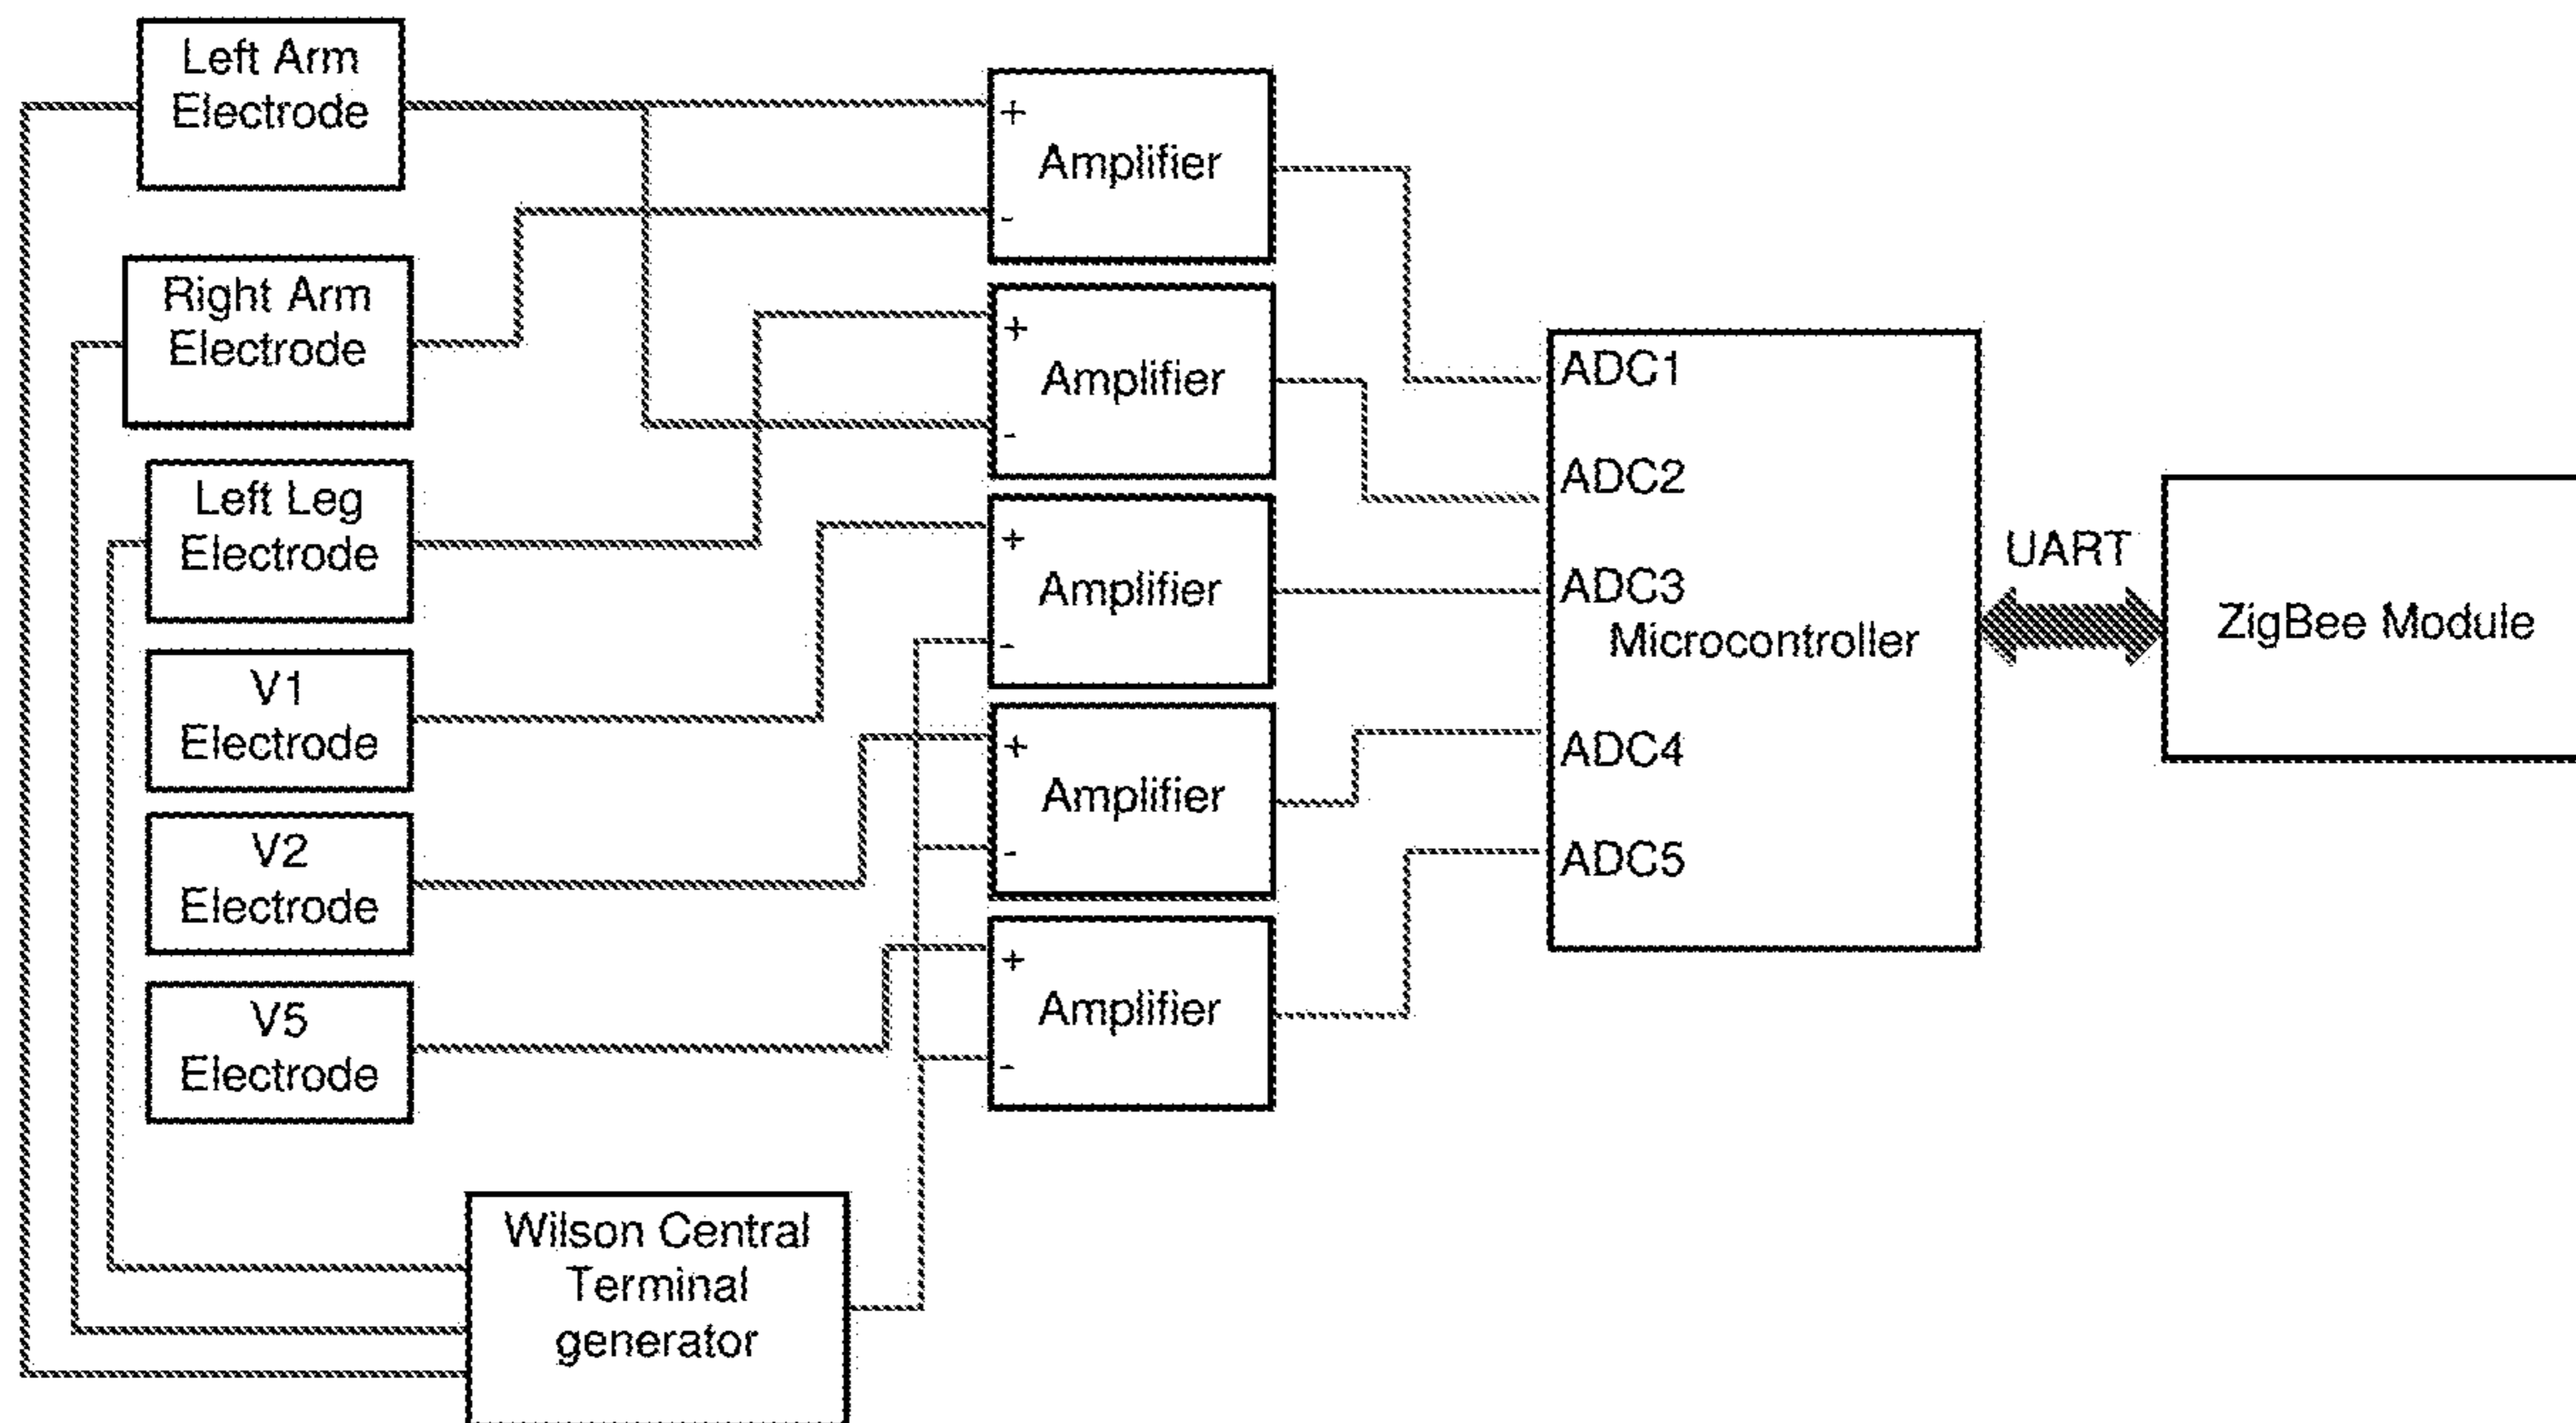 Left Arm
Electrode
Right Arm
Electrode
Left Leg
Electrode
V1
Electrode
V2
Electrode
V5
Electrode
Wilson Central
Terminal
generator
+
Amplifier
-
+
Amplifier
-
+
Amplifier
-
+
Amplifier
-
+
Amplifier
-
ADC1
ADC2
ADC3
Microcontroller
ADC4
ADC5
UART
ZigBee Module